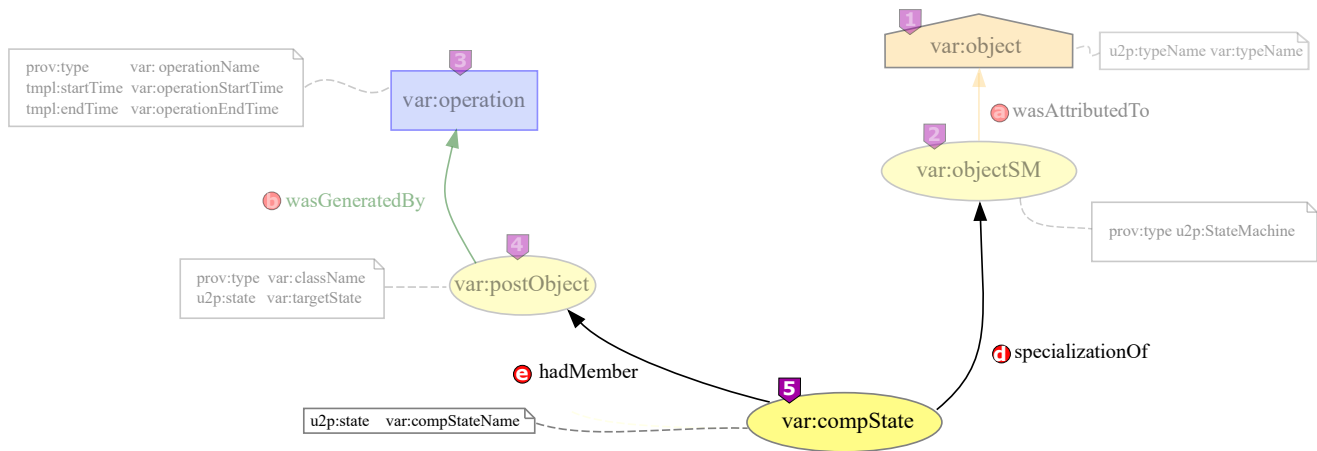 1
var:object
u2p:typeName var:typeName
3
prov:type var: operationName
tmpl:startTime var:operationStartTime
tmpl:endTime var:operationEndTime
var:operation
a wasAttributedTo
2
var:objectSM
b wasGeneratedBy
prov:type u2p:StateMachine
4
prov:type var:className
u2p:state var:targetState
var:postObject
d specializationOf
e hadMember
5
u2p:state var:compStateName
var:compState